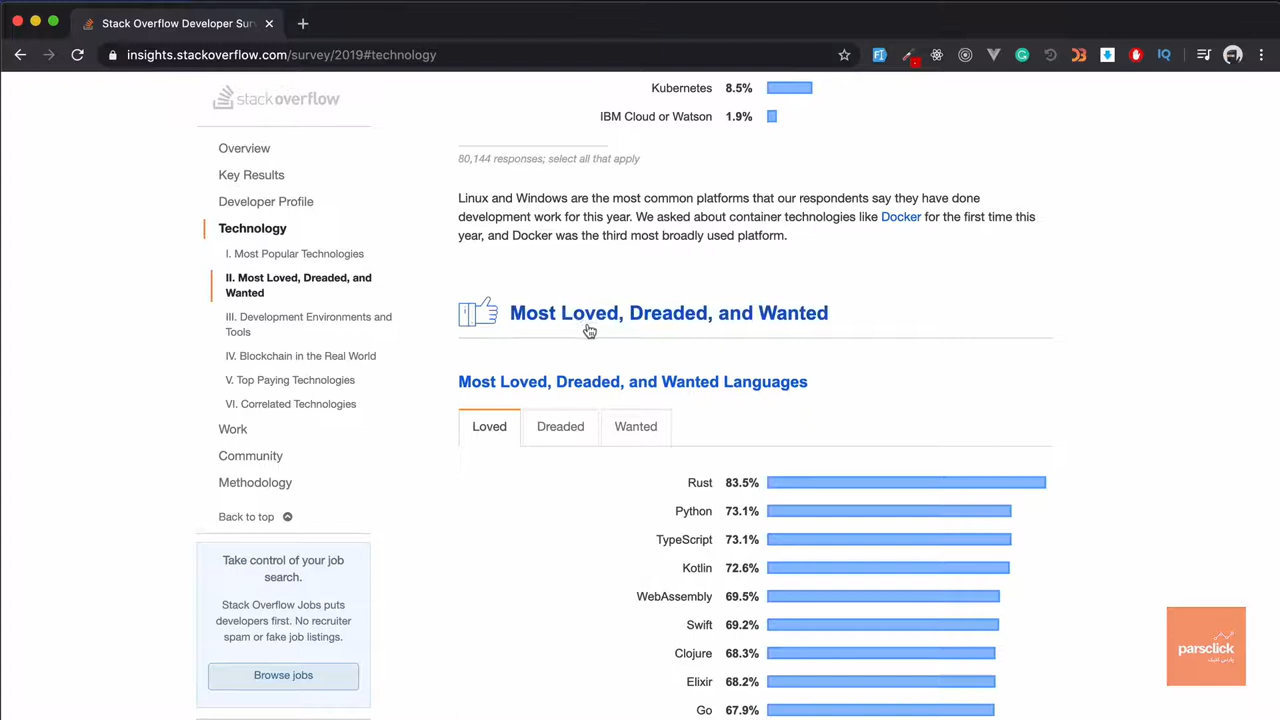 Stack Overflow Developer Sur
insights.stackoverflow.com/survey/2019#technology
stackoverflow
Overview
Key Results
Developer Profile
Technology
I. Most Popular Technologies
II. Most Loved, Dreaded, and
Wanted
III. Development Environments and
Tools
IV. Blockchain in the Real World
V. Top Paying Technologies
VI. Correlated Technologies
Work
Community
Methodology
Back to top
Take control of your job
search.
Stack Overflow Jobs puts
developers first. No recruiter
spam or fake job listings.
Browse jobs
Kubernetes 8.5%
IBM Cloud or Watson 1.9%
80,144 responses; select all that apply
Linux and Windows are the most common platforms that our respondents say they have done
development work for this year. We asked about container technologies like Docker for the first time this
year, and Docker was the third most broadly used platform.
Most Loved, Dreaded, and Wanted
Most Loved, Dreaded, and Wanted Languages
Loved Dreaded Wanted
Rust 83.5%
Python 73.1%
TypeScript 73.1%
Kotlin 72.6%
WebAssembly 69.5%
Swift 69.2%
Clojure 68.3%
Elixir 68.2%
Go 67.9%
parsclick
پارس کلیک